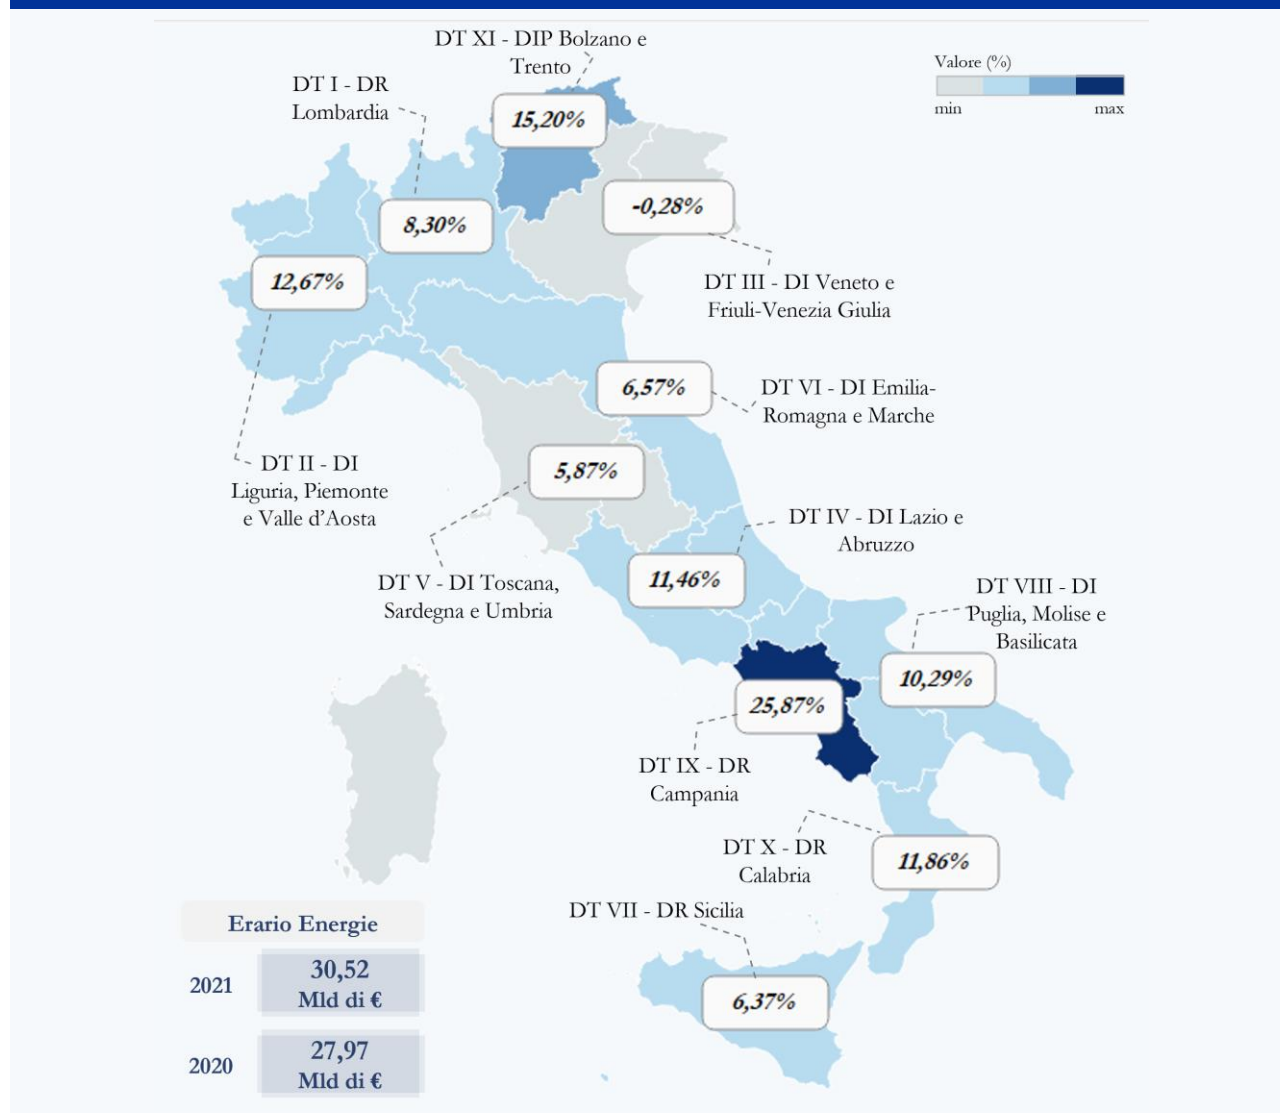 DT XI - DIP Bolzano e
Trento
Valore (%)
min
max
DT I - DR
Lombardia
15,20%
-0,28%
8,30%
12,67%
DT III - DI Veneto e
Friuli-Venezia Giulia
6,57%
DT VI - DI Emilia-
Romagna e Marche
DT II - DI
Liguria, Piemonte
e Valle d’Aosta
5,87%
DT IV - DI Lazio e
Abruzzo
DT V - DI Toscana,
Sardegna e Umbria
11,46%
DT VIII - DI
Puglia, Molise e
Basilicata
10,29%
25,87%
DT IX - DR
Campania
DT X - DR
Calabria
11,86%
DT VII - DR Sicilia
6,37%
Erario Energie
2021
30,52
Mld di €
2020
27,97
Mld di €